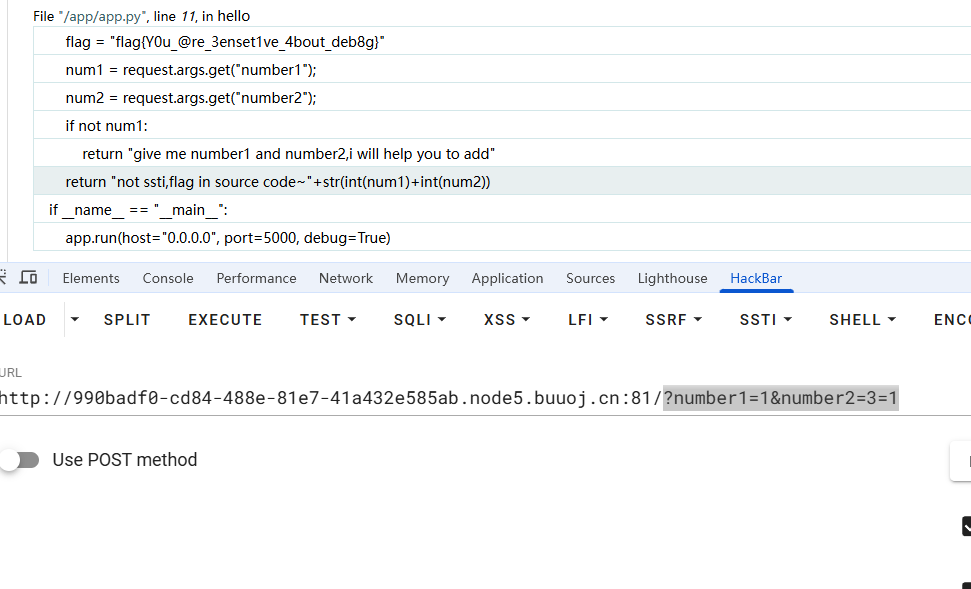 File "/app/app.py", line 11, in hello
flag = "flag{Y0u_@re_3enset1ve_4bout_deb8g}"
num1 = request.args.get("number1");
num2 = request.args.get("number2");
if not num1:
return "give me number1 and number2,i will help you to add"
return "not ssti,flag in source code~"+str(int(num1)+int(num2))
if __name__ == "__main__":
app.run(host="0.0.0.0", port=5000, debug=True)
Elements Console Performance Network Memory Application Sources Lighthouse HackBar
LOAD SPLIT EXECUTE TEST SQLI XSS LFI SSRF SSTI SHELL ENCO
URL
http://990badf0-cd84-488e-81e7-41a432e585ab.node5.buuoj.cn:81/?number1=1&number2=3=1
Use POST method